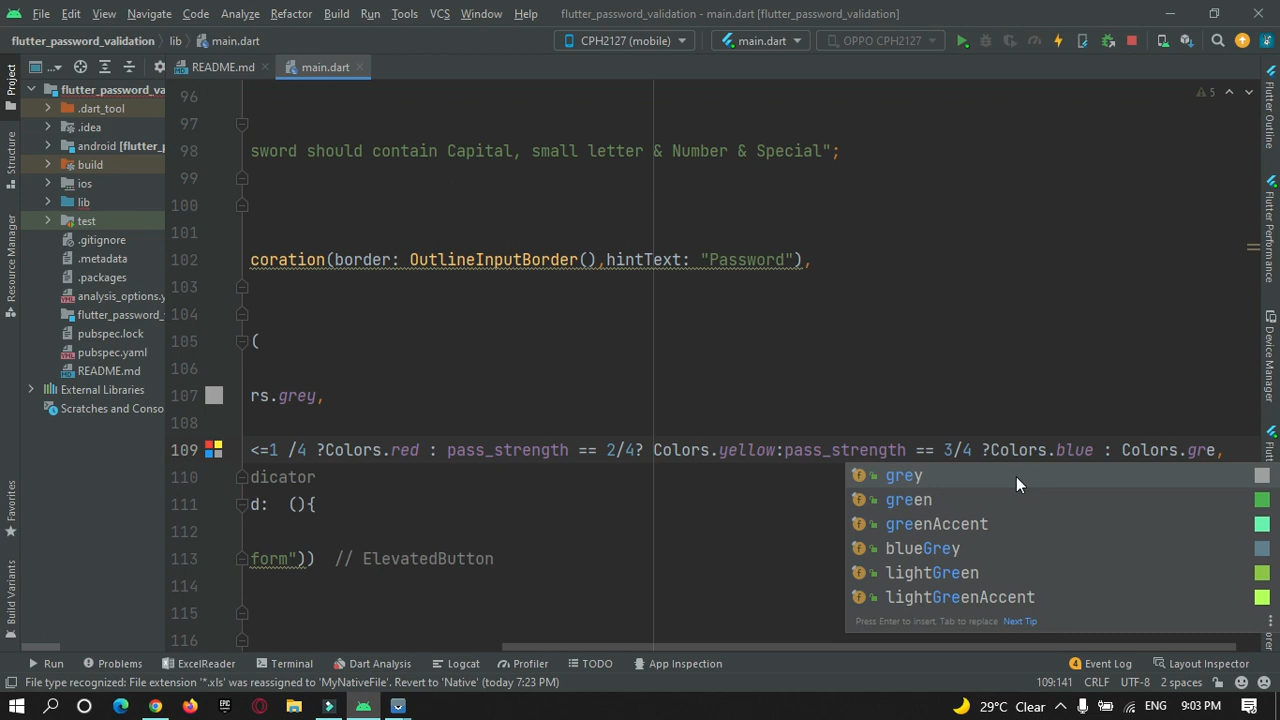 File Edit View Navigate Code Analyze Refactor Build Run Tools VCS Window Help flutter_password_validation - main.dart [flutter_password_validation]
flutter_password_validation lib main.dart CPH2127 (mobile) main.dart OPPO CPH2127
... README.md main.dart
Project
Structure
Resource Manager
Build Variants
flutter_password_va
.dart_tool
.idea
android [flutter_p
build
ios
lib
test
.gitignore
.metadata
.packages
analysis_options.y
flutter_password_v
pubspec.lock
pubspec.yaml
README.md
External Libraries
Scratches and Conso
5
96
97
98 sword should contain Capital, small letter & Number & Special";
99
100
101
102 coration(border: OutlineInputBorder(),hintText: "Password"),
103
104
105 (
106
107 rs.grey,
108
109 <=1 /4 ?Colors.red : pass_strength == 2/4? Colors.yellow:pass_strength == 3/4 ?Colors.blue : Colors.gre,
110 dicator
111 d: (){
112
113 form")) // ElevatedButton
114
115
116
grey
green
greenAccent
blueGrey
lightGreen
lightGreenAccent
Press Enter to insert, Tab to replace Next Tip
Flutter Outline
Flutter Performance
Device Manager
Run Problems ExcelReader Terminal Dart Analysis Logcat Profiler TODO App Inspection 4 Event Log Layout Inspector
File type recognized: File extension '*.xls' was reassigned to 'MyNativeFile'. Revert to 'Native' (today 7:23 PM) 109:141 CRLF UTF-8 2 spaces
29°C Clear ENG 9:03 PM